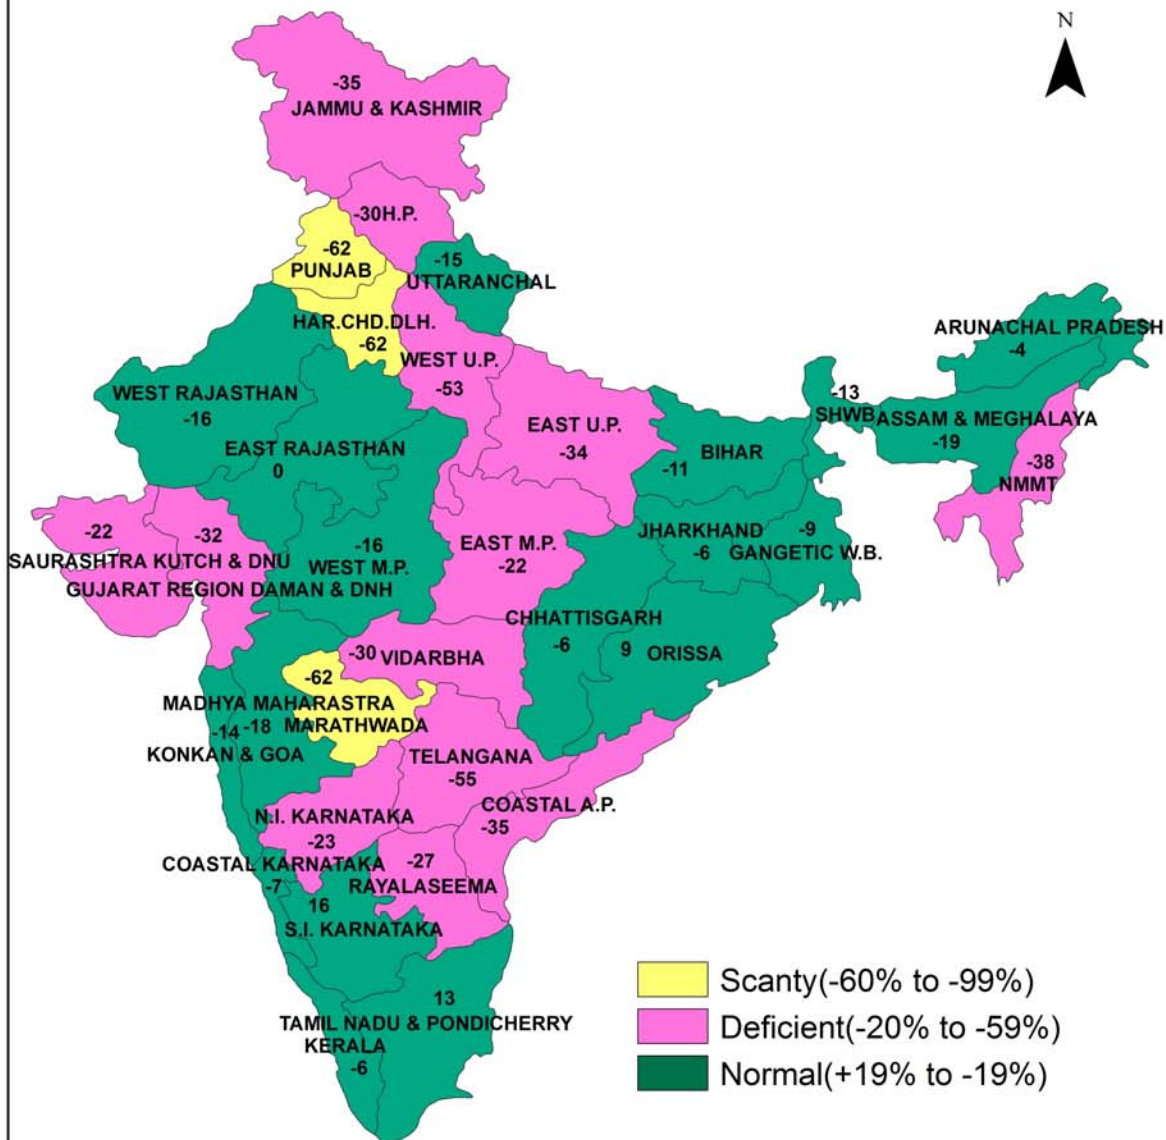 N
-35
JAMMU & KASHMIR
-30H.P.
-62
PUNJAB
-15
UTTARANCHAL
HAR.CHD.DLH.
-62
WEST U.P.
-53
ARUNACHAL PRADESH
-4
WEST RAJASTHAN
-16
EAST RAJASTHAN
0
EAST U.P.
-34
BIHAR
-11
-13
SHWB
ASSAM & MEGHALAYA
-19
-38
NMMT
-22
SAURASHTRA KUTCH & DNU
-32
GUJARAT REGION DAMAN & DNH
-16
WEST M.P.
EAST M.P.
-22
JHARKHAND
-6
-9
GANGETIC W.B.
CHHATTISGARH
-6
9 ORISSA
-30 VIDARBHA
-62
MADHYA MAHARASTRA
MARATHWADA
-14 -18
KONKAN & GOA
TELANGANA
-55
COASTAL A.P.
-35
N.I. KARNATAKA
-23
COASTAL KARNATAKA
-7
-27
RAYALASEEMA
16
S.I. KARNATAKA
13
TAMIL NADU & PONDICHERRY
KERALA
-6
Scanty(-60% to -99%)
Deficient(-20% to -59%)
Normal(+19% to -19%)